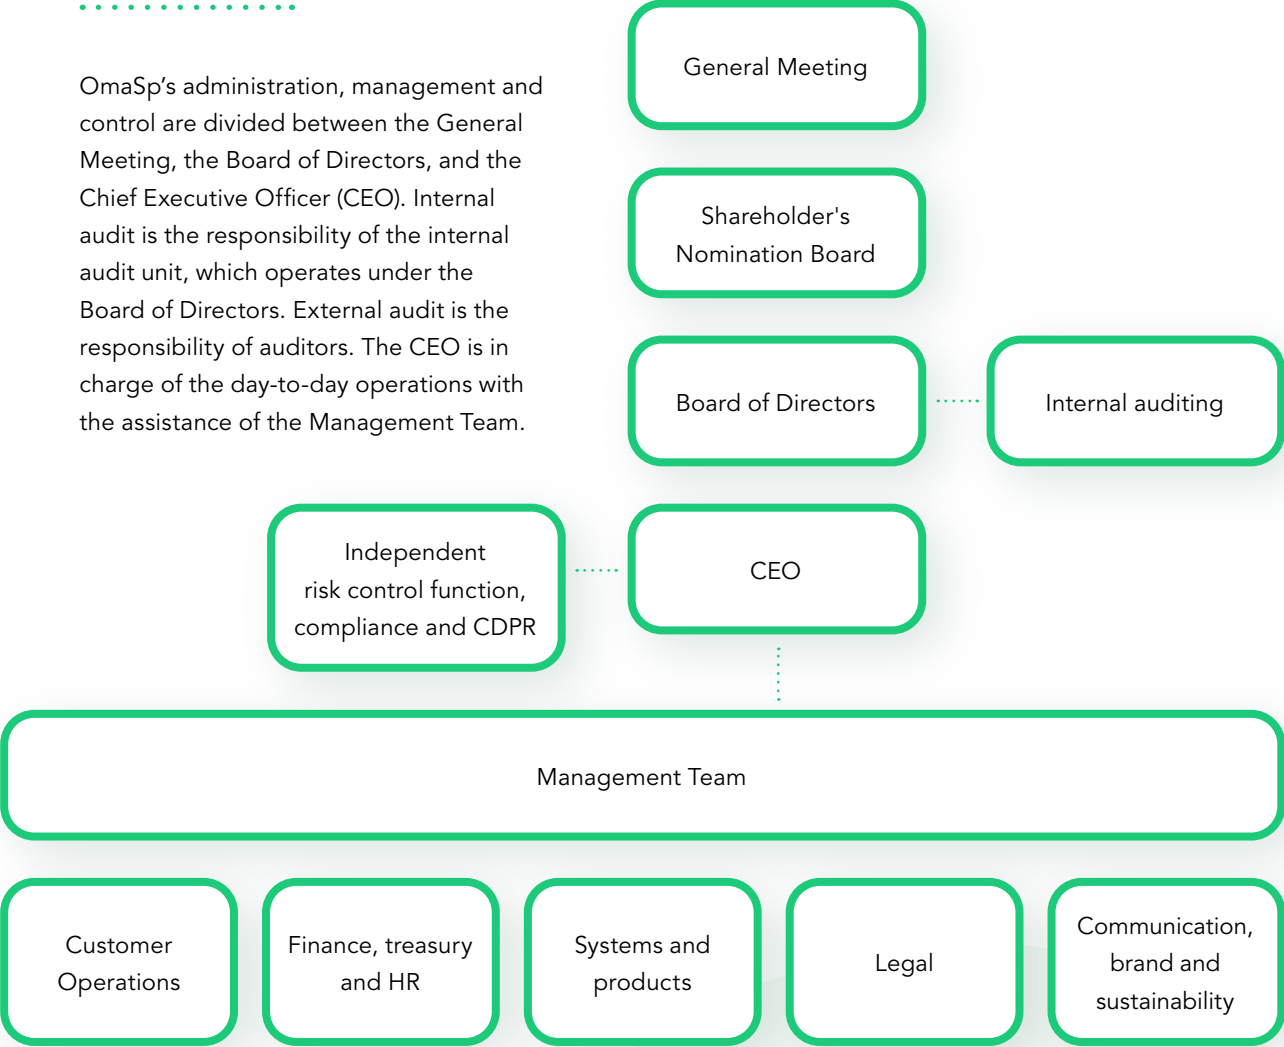 OmaSp’s administration, management and
control are divided between the General
Meeting, the Board of Directors, and the
Chief Executive Officer (CEO). Internal
audit is the responsibility of the internal
audit unit, which operates under the
Board of Directors. External audit is the
responsibility of auditors. The CEO is in
charge of the day-to-day operations with
the assistance of the Management Team.
General Meeting
Shareholder's
Nomination Board
Board of Directors
Internal auditing
Independent
risk control function,
compliance and CDPR
CEO
Management Team
Customer
Operations
Finance, treasury
and HR
Systems and
products
Legal
Communication,
brand and
sustainability